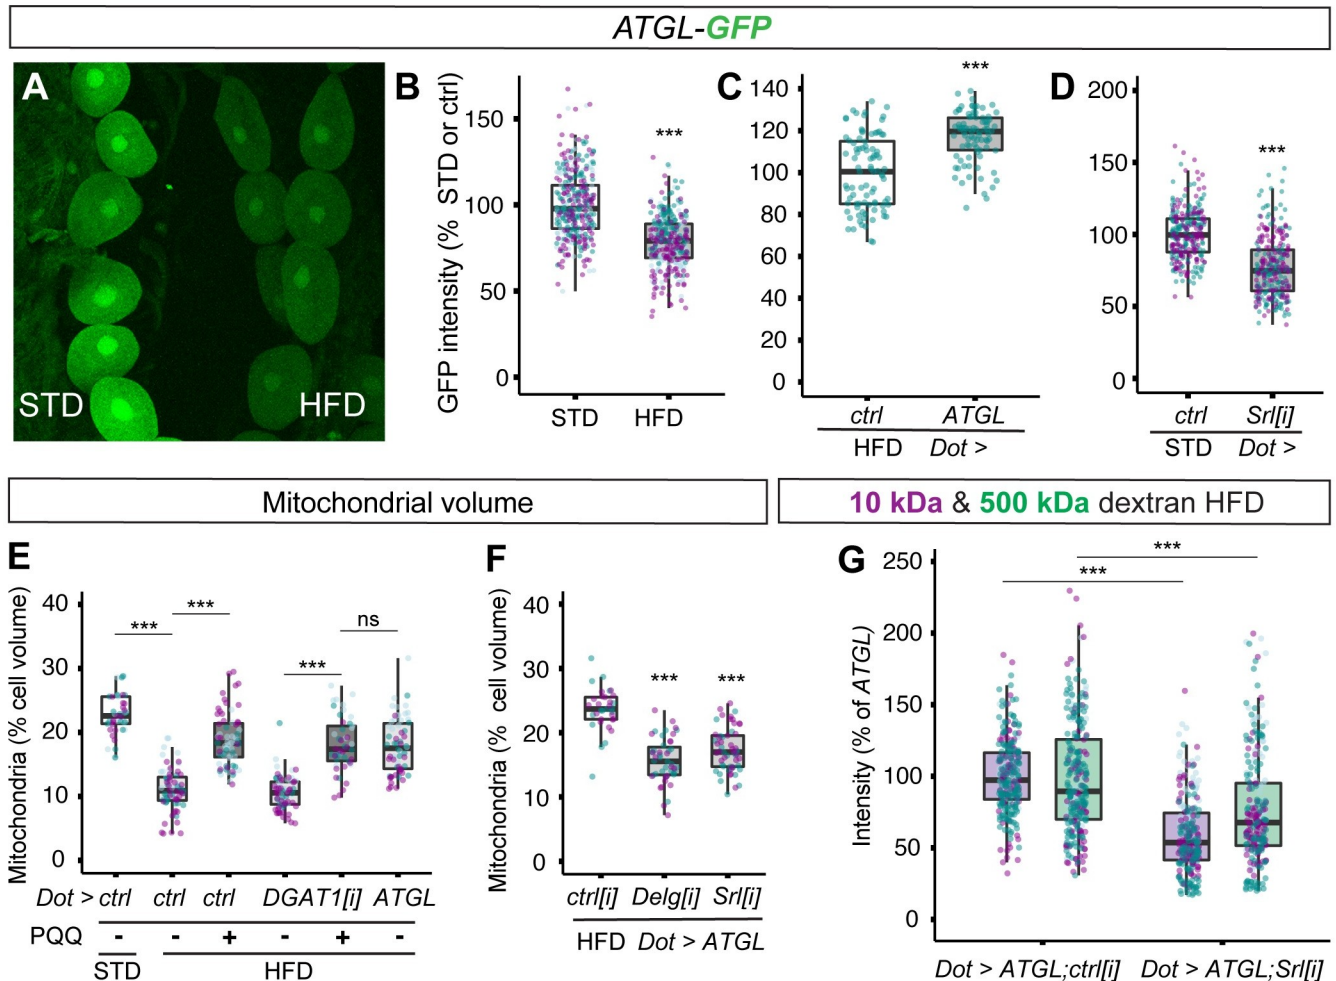 ATGL-GFP
A
STD
HFD
B
GFP intensity (% STD or ctrl)
150
100
50
0
***
STD HFD
C
140
120
100
80
60
40
20
0
***
ctrl ATGL
HFD Dot >
D
200
150
100
50
0
***
ctrl Srl[i]
STD Dot >
Mitochondrial volume
E
Mitochondria (% cell volume)
40
30
20
10
0
***
***
***
ns
Dot > ctrl ctrl ctrl DGAT1[i] ATGL
PQQ - - + - + -
STD HFD
F
Mitochondria (% cell volume)
40
30
20
10
0
***
***
ctrl[i] Delg[i] Srl[i]
HFD Dot > ATGL
10 kDa & 500 kDa dextran HFD
G
Intensity (% of ATGL)
250
200
150
100
50
0
***
***
Dot > ATGL;ctrl[i] Dot > ATGL;Srl[i]